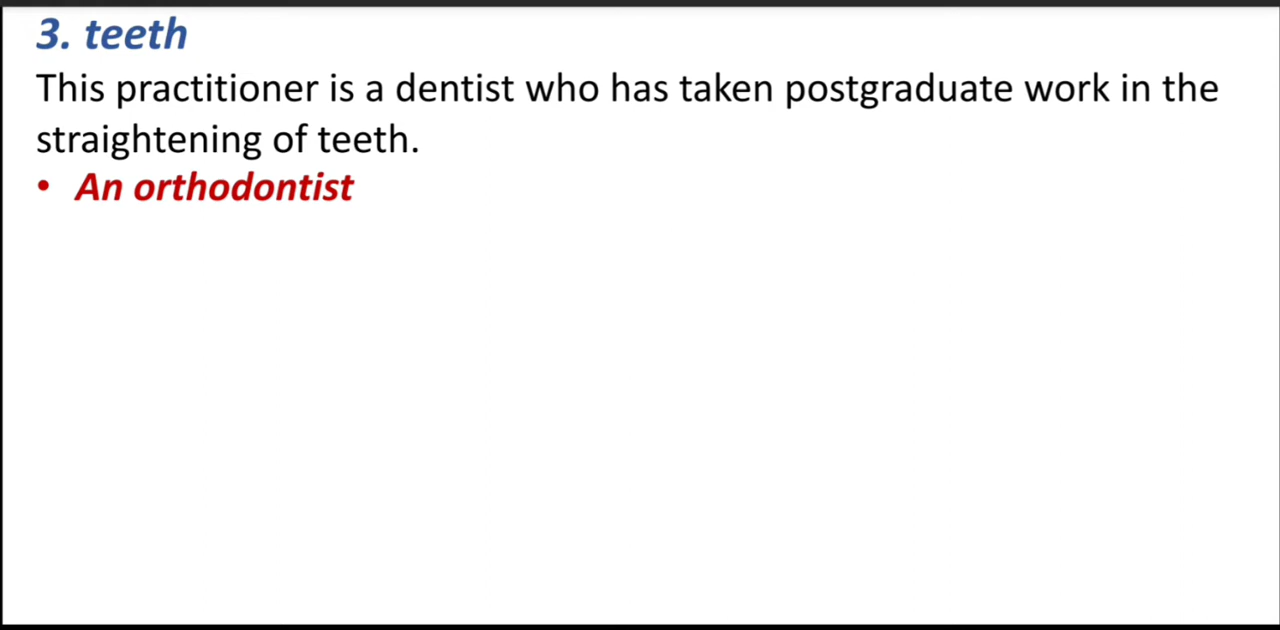 3. teeth
This practitioner is a dentist who has taken postgraduate work in the
straightening of teeth.
• An orthodontist